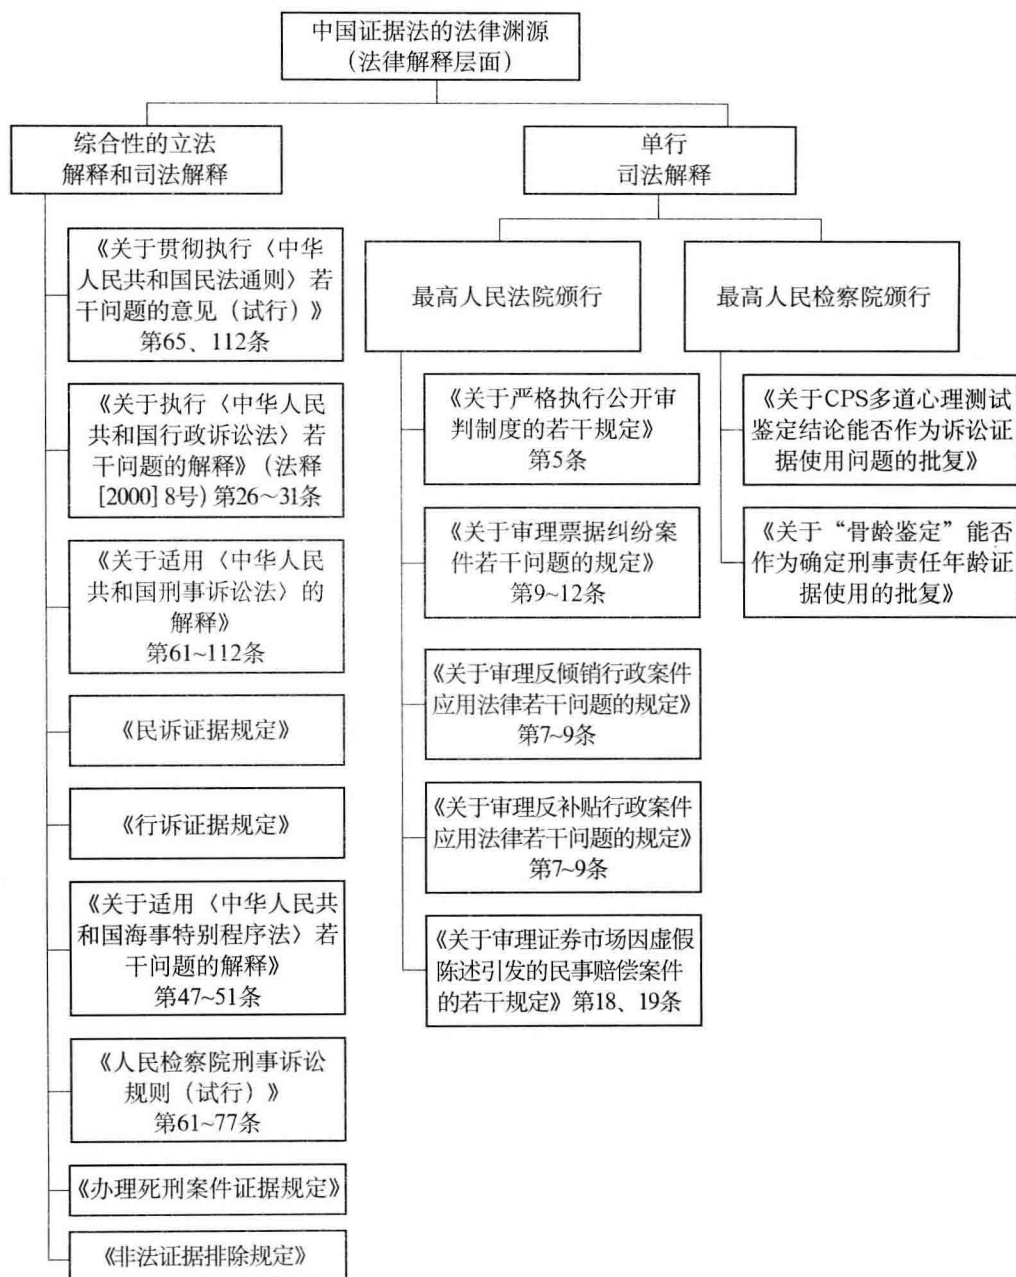 中国证据法的法律渊源
(法律解释层面)
综合性的立法
解释和司法解释
《关于贯彻执行〈中华
人民共和国民法通则〉若
干问题的意见（试行）》
第65、112条
《关于执行〈中华人民
共和国行政诉讼法〉若
干问题的解释》(法释
[2000] 8号) 第26～31条
《关于适用〈中华人民
共和国刑事诉讼法〉的
解释》
第61~112条
《民诉证据规定》
《行诉证据规定》
《关于适用〈中华人民共
和国海事特别程序法〉若
干问题的解释》
第47~51条
《人民检察院刑事诉讼
规则（试行）》
第61~77条
《办理死刑案件证据规定》
《非法证据排除规定》
单行
司法解释
最高人民法院颁行
《关于严格执行公开审
判制度的若干规定》
第5条
《关于审理票据纠纷案
件若干问题的规定》
第9~12条
《关于审理反倾销行政案件
应用法律若干问题的规定》
第7~9条
《关于审理反补贴行政案件
应用法律若干问题的规定》
第7~9条
《关于审理证券市场因虚假
陈述引发的民事赔偿案件
的若干规定》第18、19条
最高人民检察院颁行
《关于CPS多道心理测试
鉴定结论能否作为诉讼证
据使用问题的批复》
《关于“骨龄鉴定”能否
作为确定刑事责任年龄证
据使用的批复》